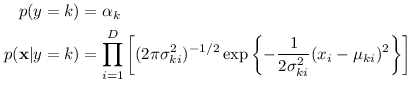 p(y = k) = α_k
p(𝐱|y = k) = ∏_{i=1}^{D} [ (2πσ_{ki}^2)^{-1/2} exp { -\frac{1}{2σ_{ki}^2} (x_i - μ_{ki})^2 } ]